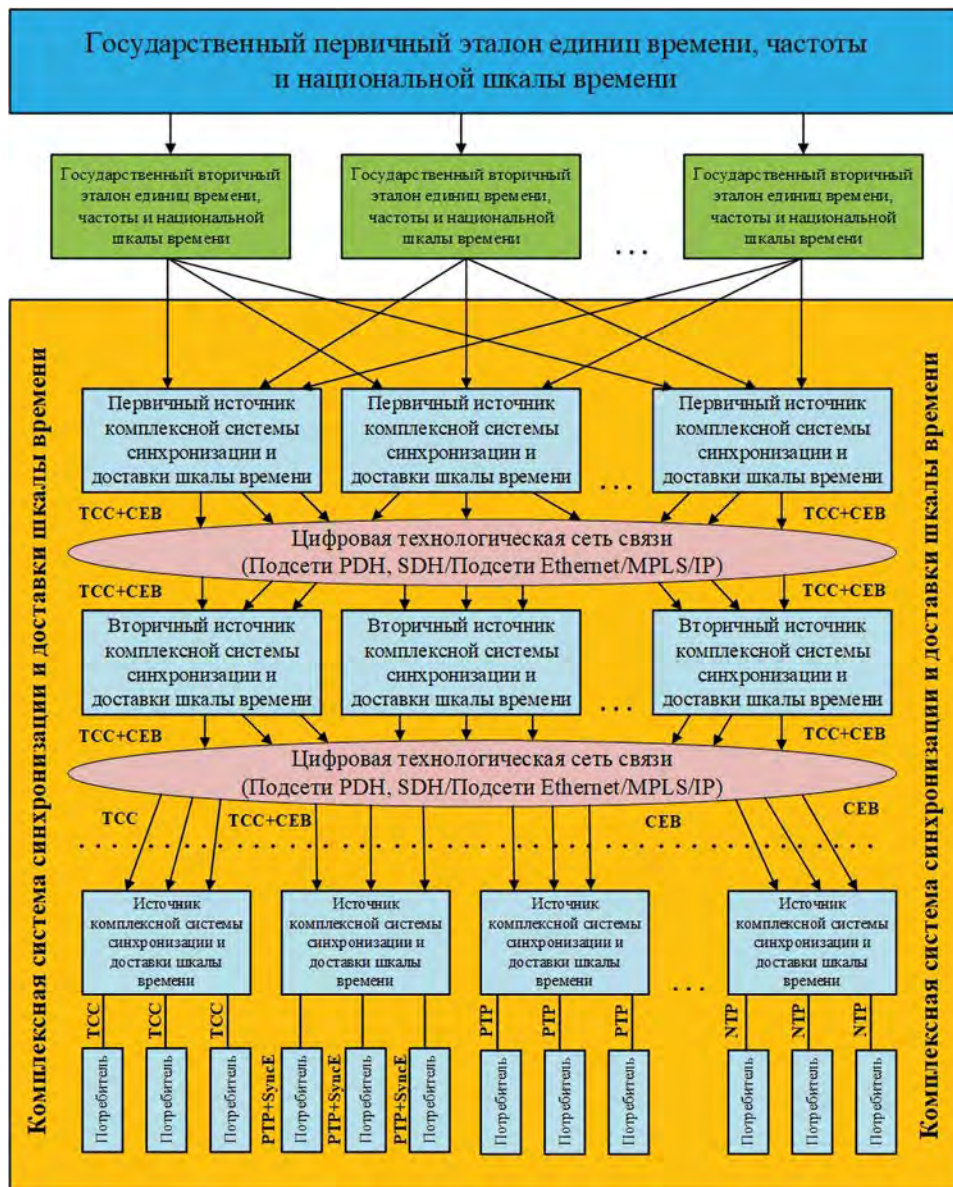 Государственный первичный эталон единиц времени, частоты
и национальной шкалы времени
Государственный вторичный
эталон единиц времени,
частоты и национальной
шкалы времени
Государственный вторичный
эталон единиц времени,
частоты и национальной
шкалы времени
. . .
Государственный вторичный
эталон единиц времени,
частоты и национальной
шкалы времени
Комплексная система синхронизации и доставки шкалы времени
Комплексная система синхронизации и доставки шкалы времени
Первичный источник
комплексной системы
синхронизации и
доставки шкалы времени
Первичный источник
комплексной системы
синхронизации и
доставки шкалы времени
. . .
Первичный источник
комплексной системы
синхронизации и
доставки шкалы времени
ТСС+СЕВ
ТСС+СЕВ
Цифровая технологическая сеть связи
(Подсети PDH, SDH/Подсети Ethernet/MPLS/IP)
ТСС+СЕВ
ТСС+СЕВ
Вторичный источник
комплексной системы
синхронизации и
доставки шкалы времени
Вторичный источник
комплексной системы
синхронизации и
доставки шкалы времени
. . .
Вторичный источник
комплексной системы
синхронизации и
доставки шкалы времени
ТСС+СЕВ
ТСС+СЕВ
Цифровая технологическая сеть связи
(Подсети PDH, SDH/Подсети Ethernet/MPLS/IP)
ТСС
ТСС+СЕВ
СЕВ
СЕВ
Источник
комплексной системы
синхронизации и
доставки шкалы
времени
Источник
комплексной системы
синхронизации и
доставки шкалы
времени
Источник
комплексной системы
синхронизации и
доставки шкалы
времени
. . .
Источник
комплексной системы
синхронизации и
доставки шкалы
времени
ТСС
ТСС
ТСС
PTP+SyncE
PTP+SyncE
PTP+SyncE
PTP
PTP
PTP
NTP
NTP
NTP
Потребитель
Потребитель
Потребитель
Потребитель
Потребитель
Потребитель
Потребитель
Потребитель
Потребитель
Потребитель
Потребитель
Потребитель